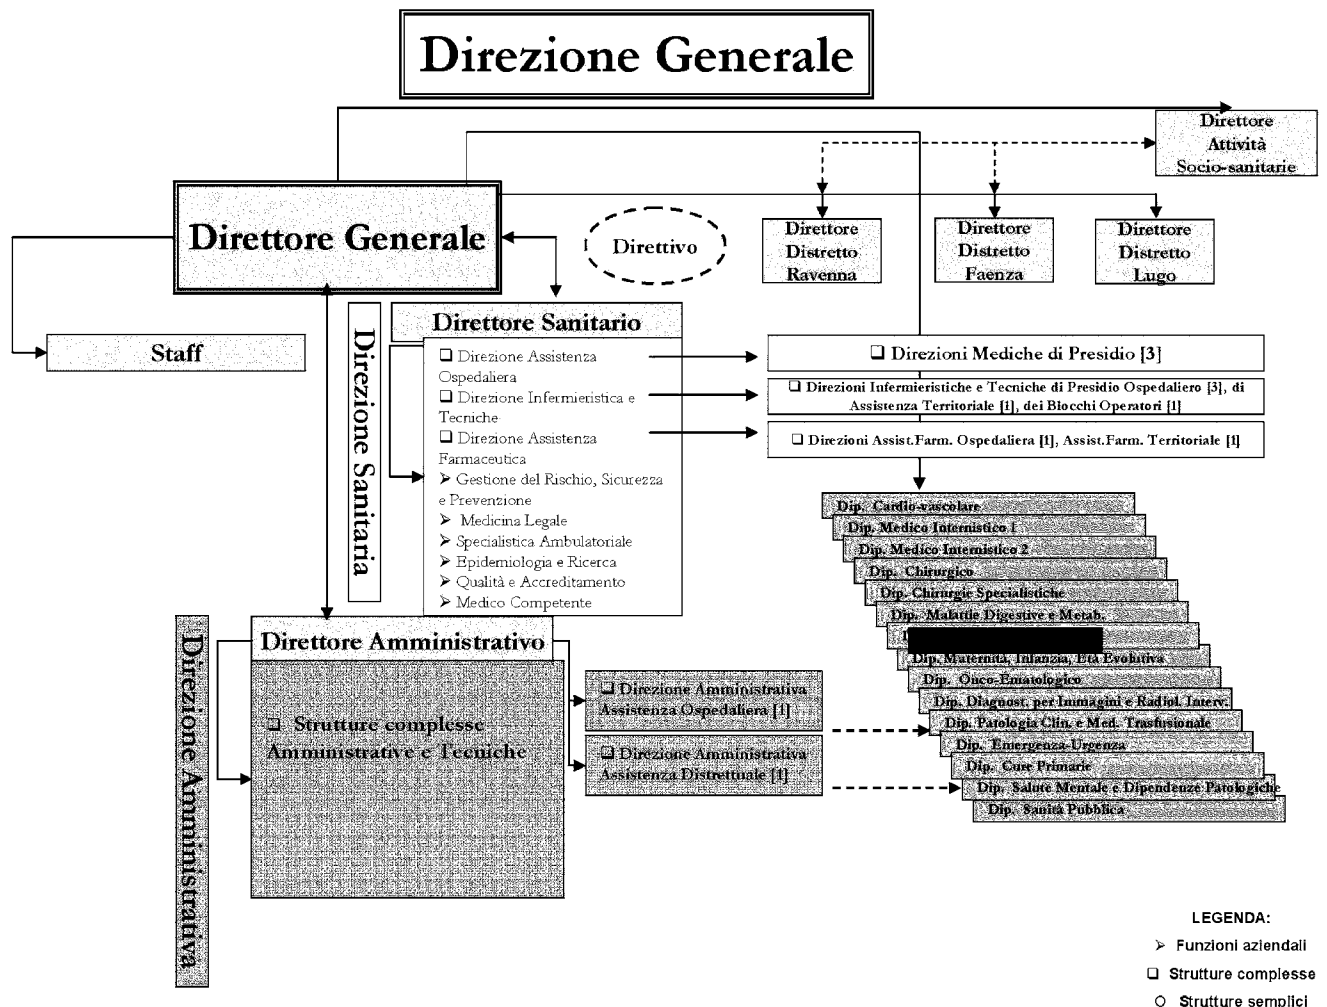 Direzione Generale
Direttore
Attività
Socio-sanitarie
Direttore Generale
Direttivo
Direttore
Distretto
Ravenna
Direttore
Distretto
Faenza
Direttore
Distretto
Lugo
Staff
Direzione Sanitaria
Direttore Sanitario
❑ Direzione Assistenza
Ospedaliera
❑ Direzione Infermieristica e
Tecniche
❑ Direzione Assistenza
Farmaceutica
➢ Gestione del Rischio, Sicurezza
e Prevenzione
➢ Medicina Legale
➢ Specialistica Ambulatoriale
➢ Epidemiologia e Ricerca
➢ Qualità e Accreditamento
➢ Medico Competente
❑ Direzioni Mediche di Presidio [3]
❑ Direzioni Infermieristiche e Tecniche di Presidio Ospedaliero [3], di
Assistenza Territoriale [1], dei Blocchi Operatori [1]
❑ Direzioni Assist.Farm. Ospedaliera [1], Assist.Farm. Territoriale [1]
Dip. Cardio-vascolare
Dip. Medico Internistico 1
Dip. Medico Internistico 2
Dip. Chirurgico
Dip. Chirurgie Specialistiche
Dip. Malattie Digestive e Metab.
Dip. Maternità, Infanzia, Età Evolutiva
Dip. Onco-Ematologico
Dip. Diagnost. per Immagini e Radiol. Interv.
Dip. Patologia Clin. e Med. Trasfusionale
Dip. Emergenza-Urgenza
Dip. Cure Primarie
Dip. Salute Mentale e Dipendenze Patologiche
Dip. Sanità Pubblica
Direzione Amministrativa
Direttore Amministrativo
❑ Strutture complesse
Amministrative e Tecniche
❑ Direzione Amministrativa
Assistenza Ospedaliera [1]
❑ Direzione Amministrativa
Assistenza Distrettuale [1]
LEGENDA:
➢ Funzioni aziendali
❑ Strutture complesse
○ Strutture semplici